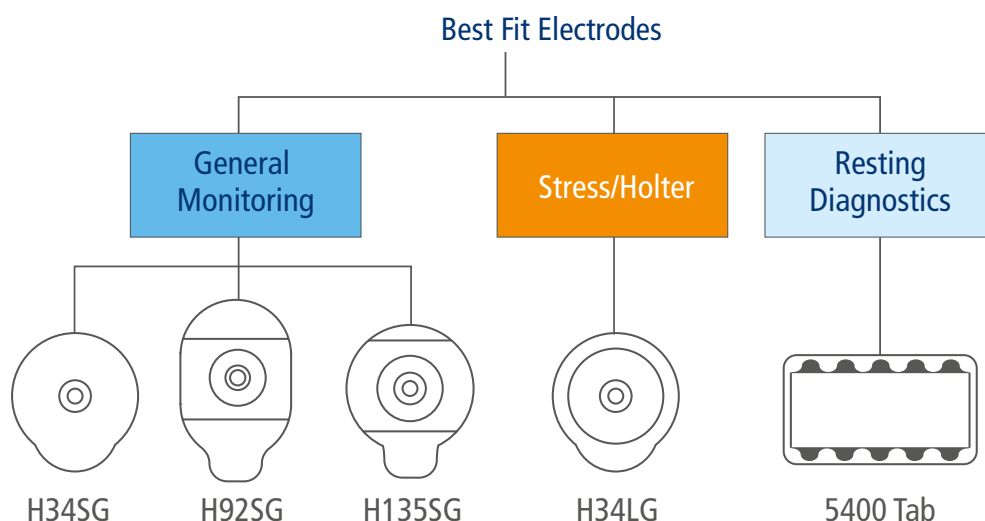 Best Fit Electrodes
General
Monitoring
Stress/Holter
Resting
Diagnostics
H34SG
H92SG
H135SG
H34LG
5400 Tab